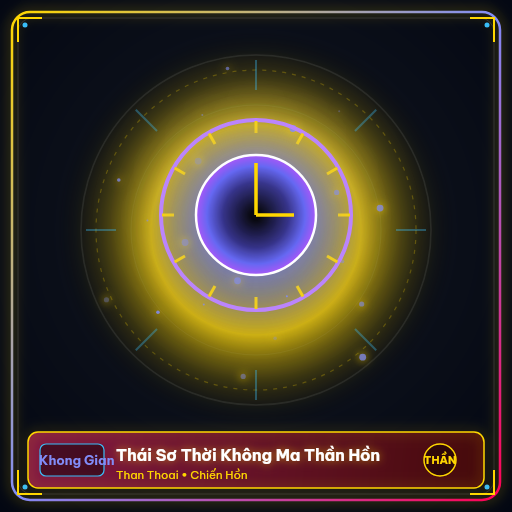 Khong Gian
Thái Sơ Thời Không Ma Thần Hồn
Than Thoai • Chiến Hồn
THẦN